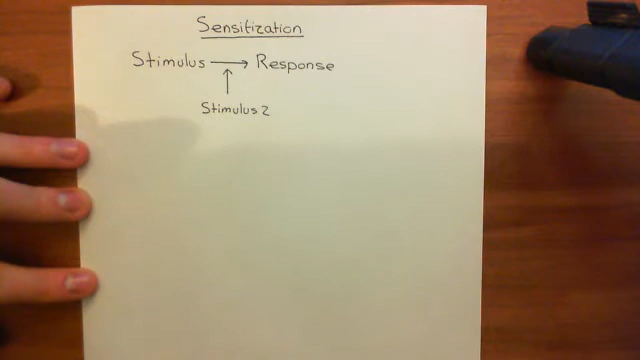 Sensitization
Stimulus → Response
Stimulus 2